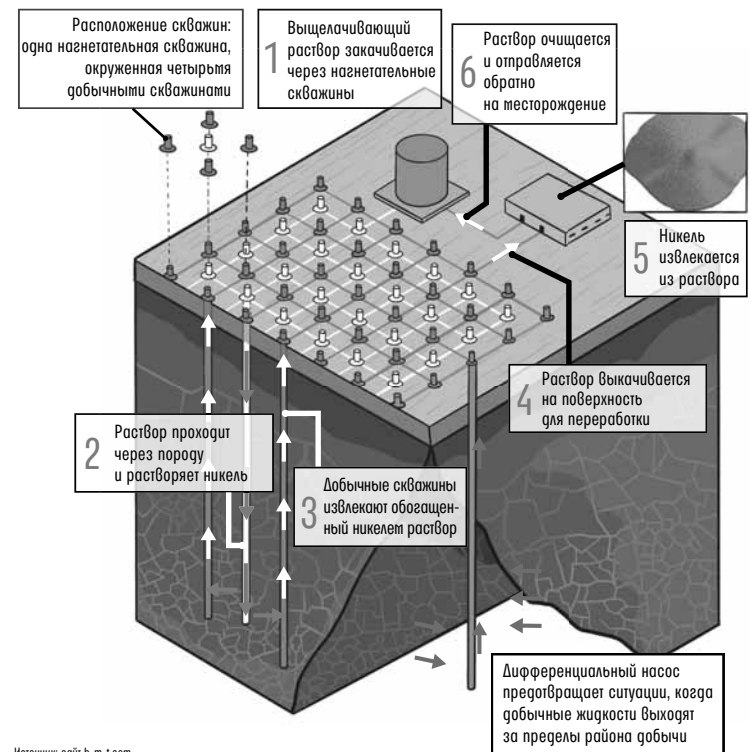 Расположение скважин:
одна нагнетательная скважина,
окруженная четырьмя
добычными скважинами
1
Выщелачивающий
раствор закачивается
через нагнетательные
скважины
6
Раствор очищается
и отправляется
обратно
на месторождение
5
Никель
извлекается
из раствора
4
Раствор выкачивается
на поверхность
для переработки
2
Раствор проходит
через породу
и растворяет никель
3
Добычные скважины
извлекают обогащен-
ный никелем раствор
Дифференциальный насос
предотвращает ситуации, когда
добычные жидкости выходят
за пределы района добычи